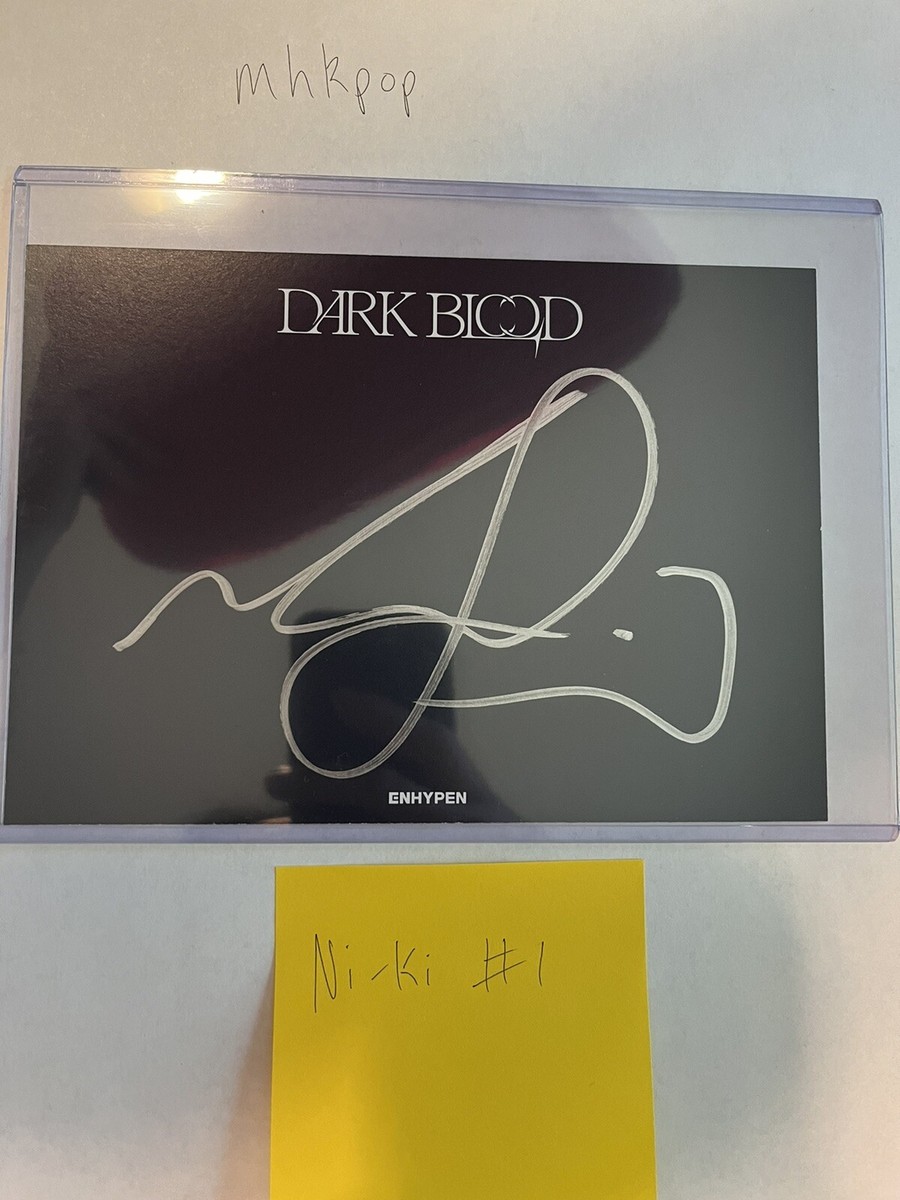 mhkpop
DARK BLOOD
ENHYPEN
Ni-Ki #1